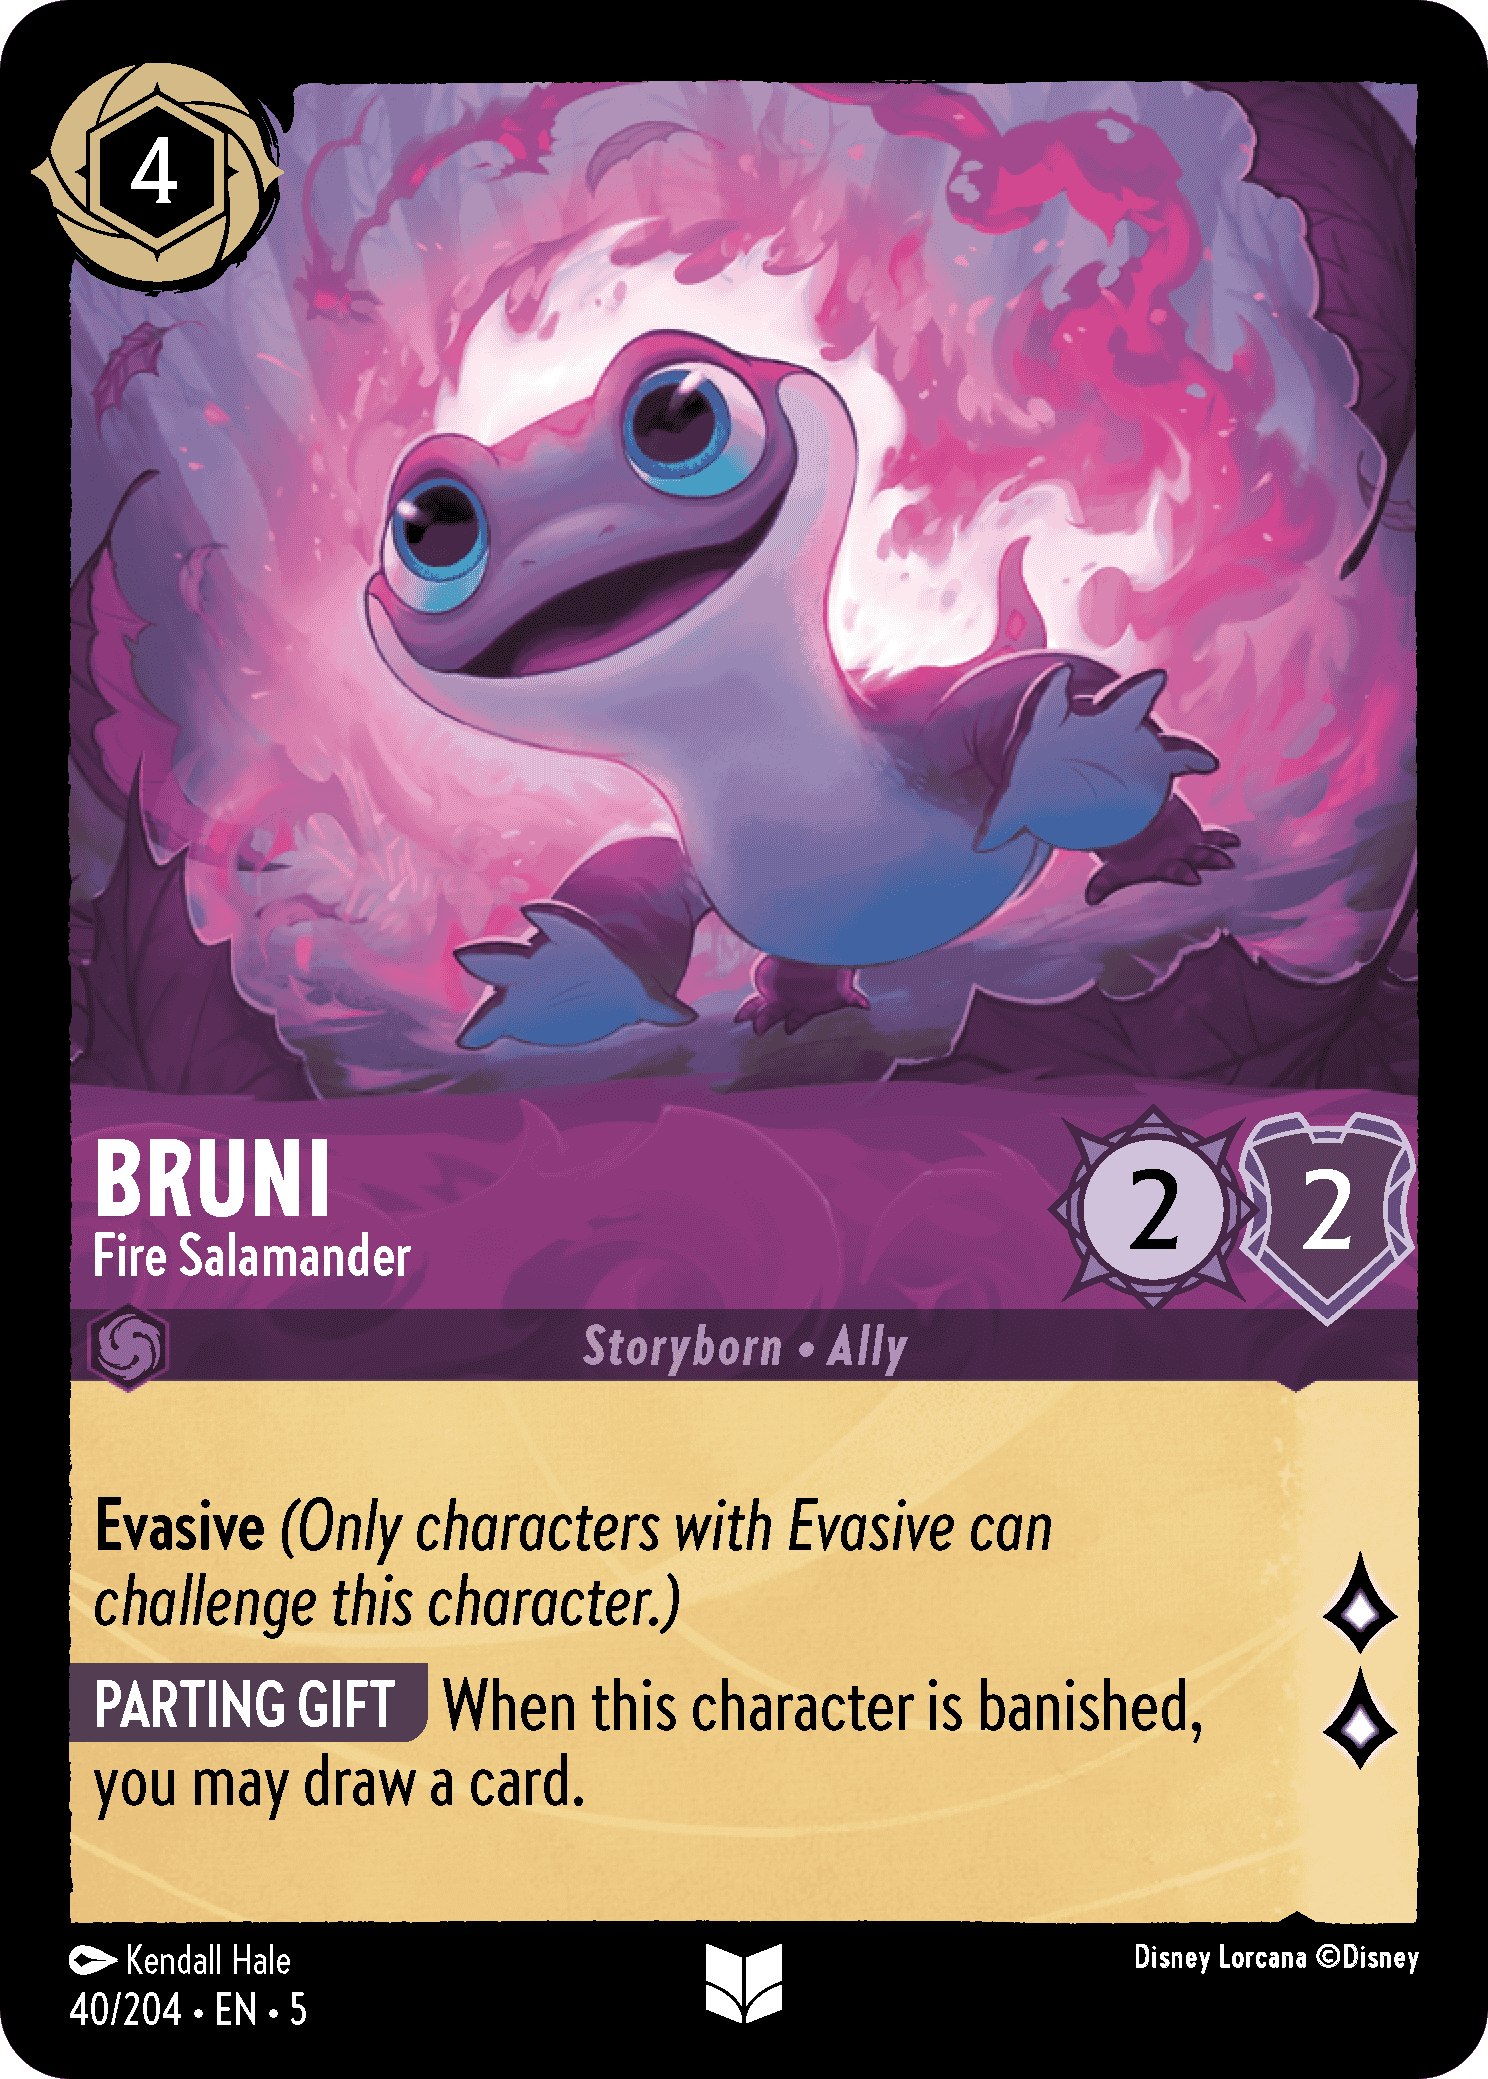 4
BRUNI
Fire Salamander
2
2
Storyborn • Ally
Evasive (Only characters with Evasive can
challenge this character.)
PARTING GIFT When this character is banished,
you may draw a card.
Kendall Hale
Disney Lorcana ©Disney
40/204 • EN • 5